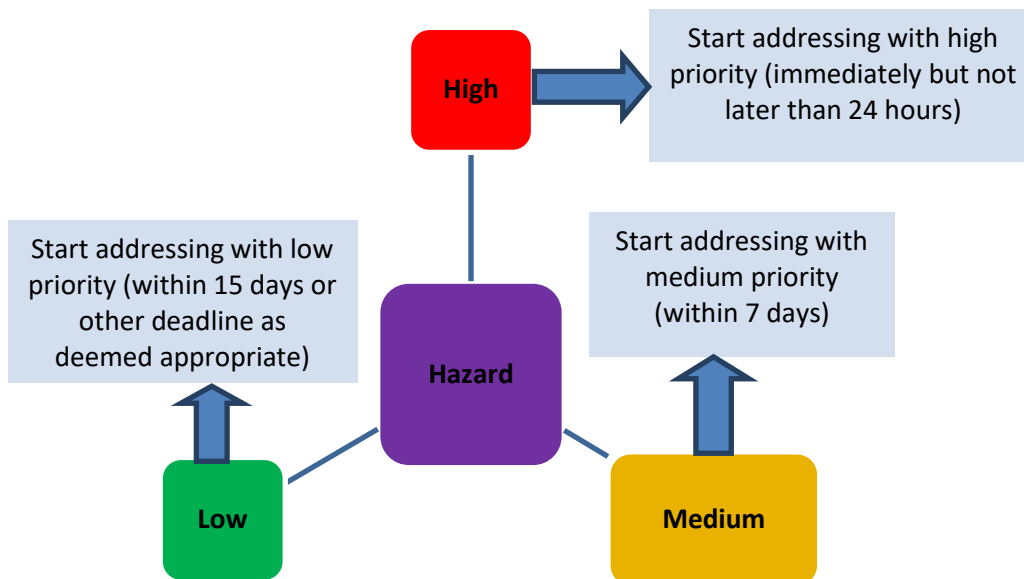 High
Start addressing with high
priority (immediately but not
later than 24 hours)
Start addressing with low
priority (within 15 days or
other deadline as
deemed appropriate)
Start addressing with
medium priority
(within 7 days)
Hazard
Low
Medium